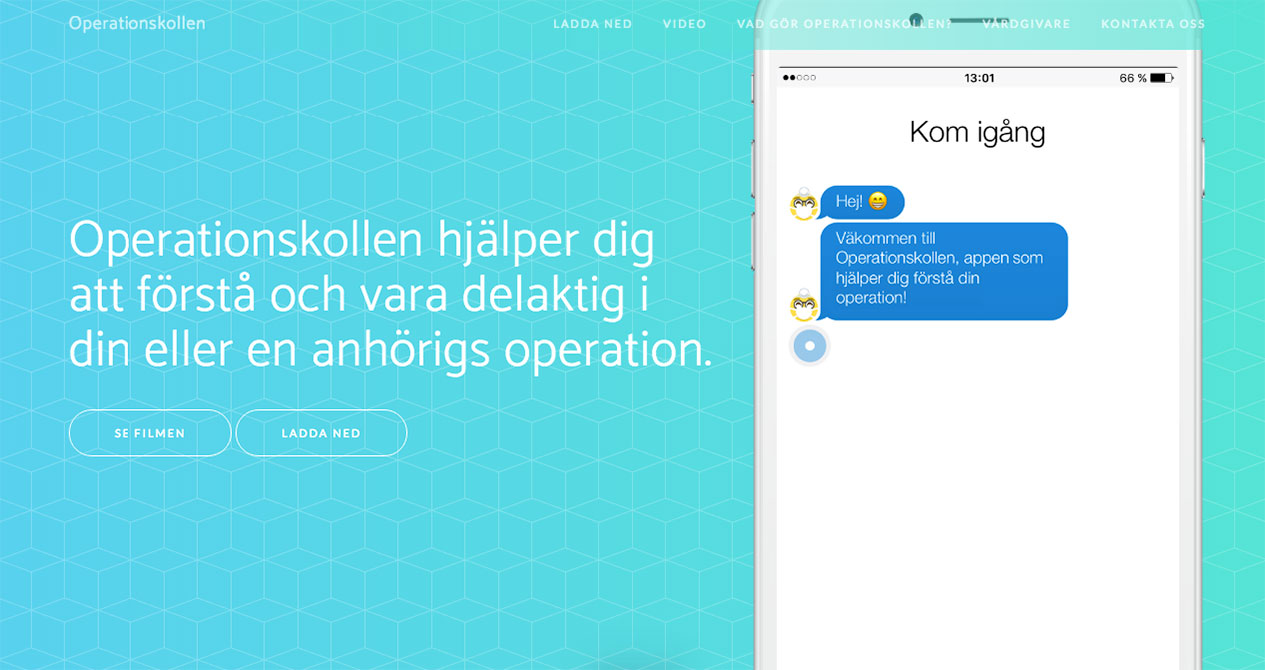 Operationskollen
LADDA NED VIDEO VAD GÖR OPERATIONSKOLLEN? VÅRDGIVARE KONTAKTA OSS
13:01
66 %
Kom igång
Hej! 😁
Väkommen till
Operationskollen, appen som
hjälper dig förstå din
operation!
Operationskollen hjälper dig
att förstå och vara delaktig i
din eller en anhörigs operation.
SE FILMEN
LADDA NED